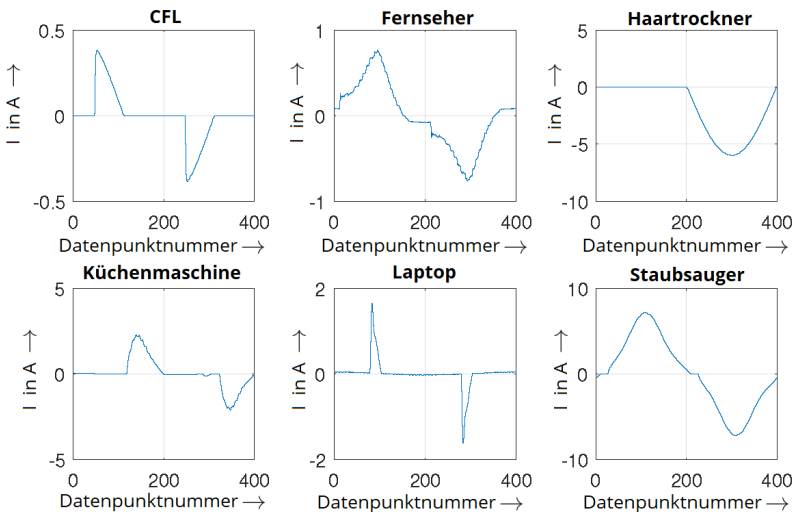 CFL
Fernseher
Haartrockner
I in A →
0.5
0
-0.5
0 200 400
Datenpunktnummer →
I in A →
1
0
-1
0 200 400
Datenpunktnummer →
I in A →
5
0
-5
-10
0 200 400
Datenpunktnummer →
Küchenmaschine
Laptop
Staubsauger
I in A →
5
0
-5
0 200 400
Datenpunktnummer →
I in A →
2
0
-2
0 200 400
Datenpunktnummer →
I in A →
10
0
-10
0 200 400
Datenpunktnummer →